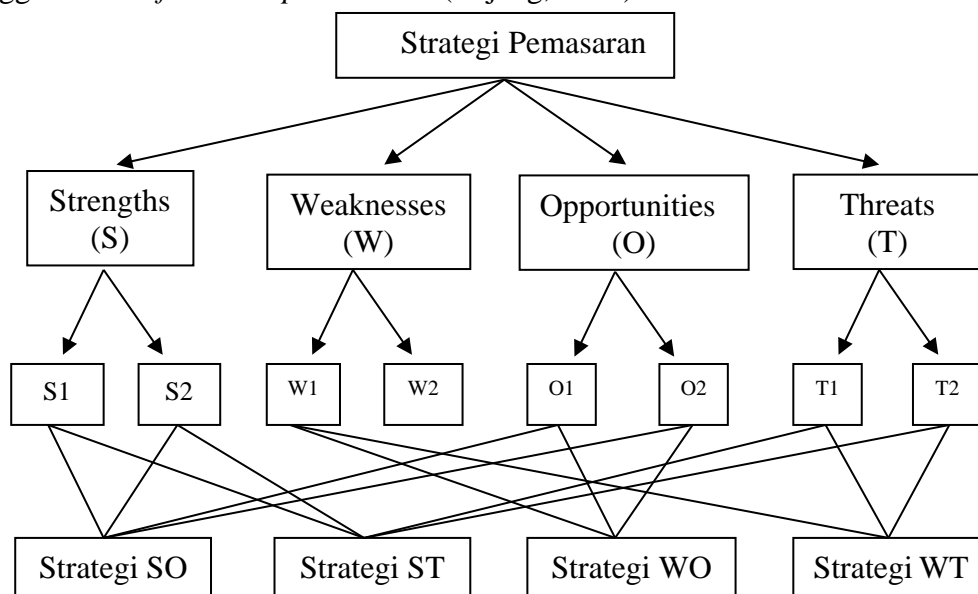 Strategi Pemasaran
Strengths
(S)
Weaknesses
(W)
Opportunities
(O)
Threats
(T)
S1
S2
W1
W2
O1
O2
T1
T2
Strategi SO
Strategi ST
Strategi WO
Strategi WT